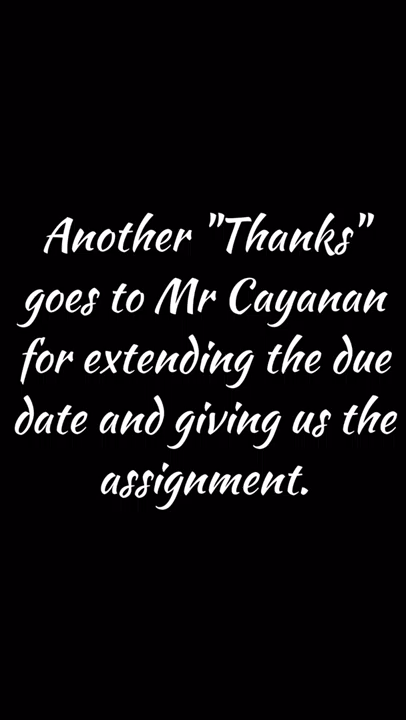 Another "Thanks"
goes to Mr Cayanan
for extending the due
date and giving us the
assignment.